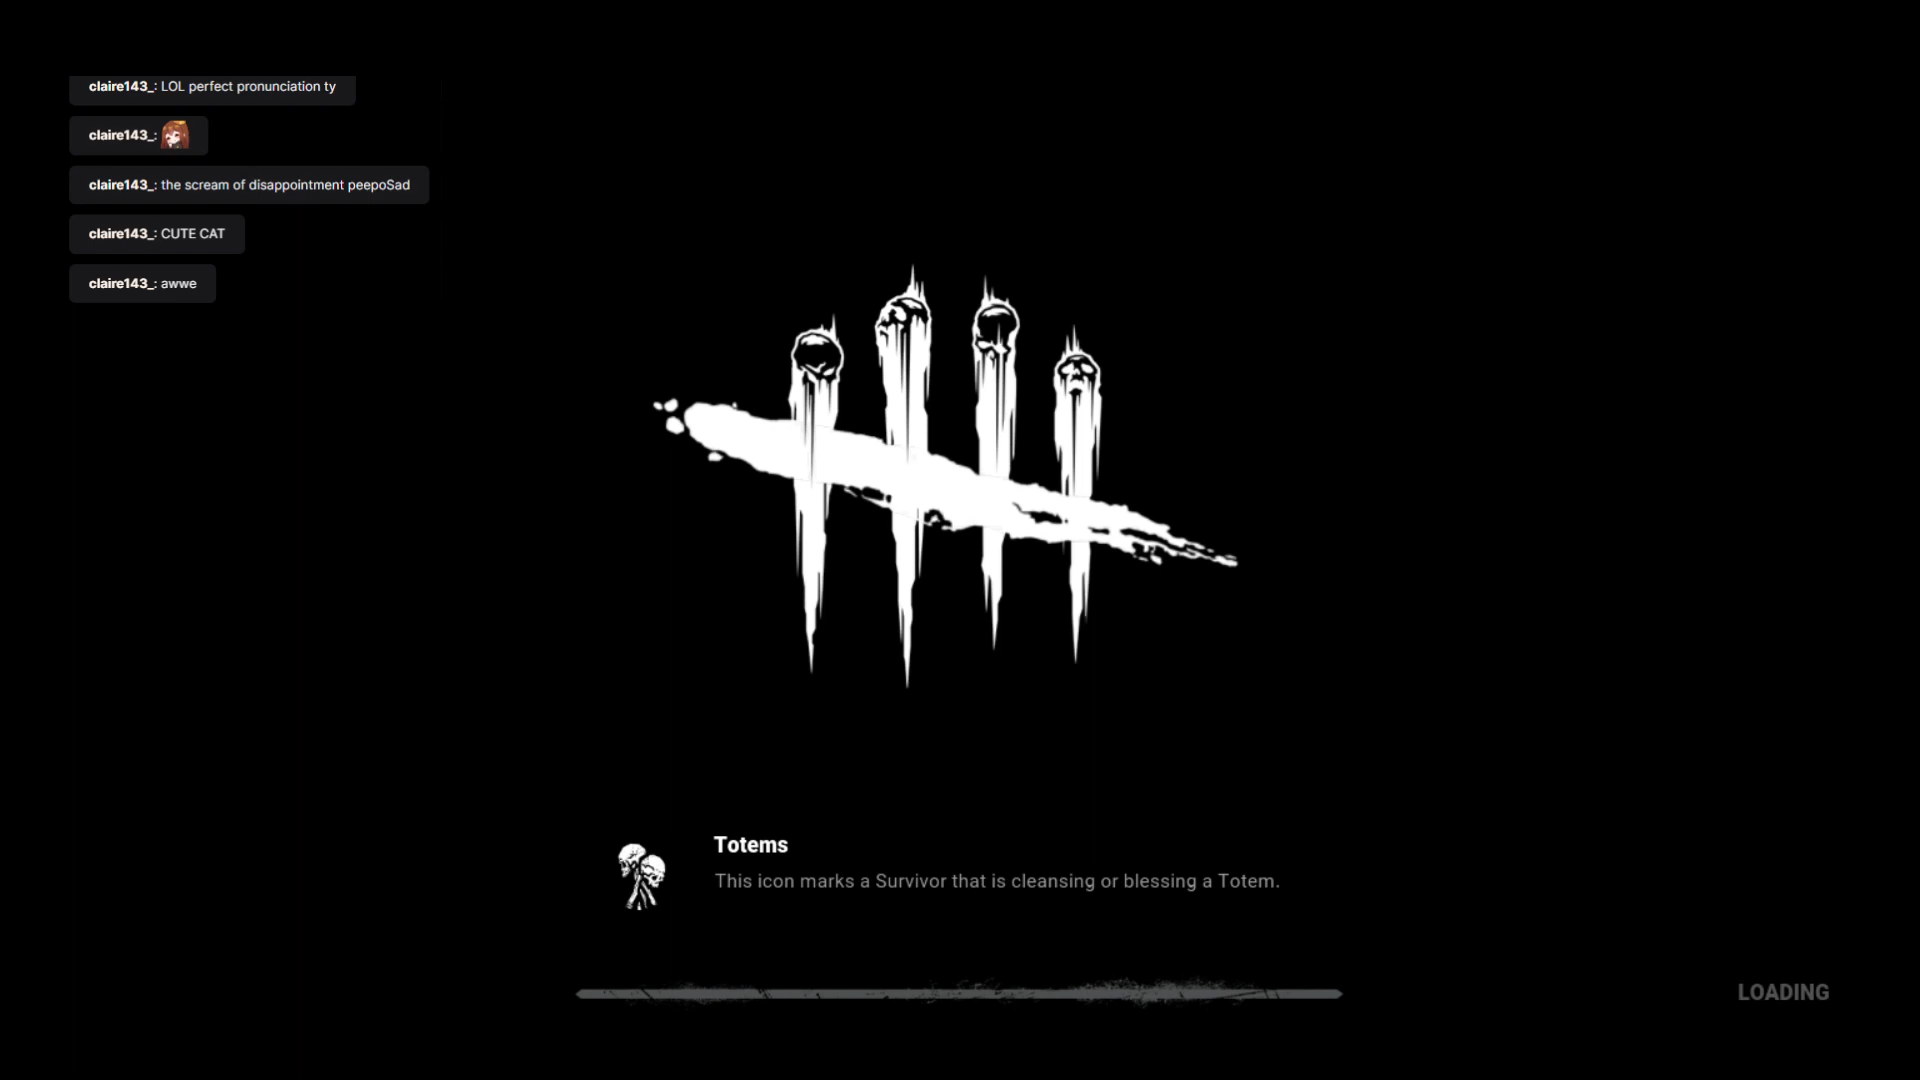 claire143_: LOL perfect pronunciation ty
claire143_:
claire143_: the scream of disappointment peepoSad
claire143_: CUTE CAT
claire143_: awwe
Totems
This icon marks a Survivor that is cleansing or blessing a Totem.
LOADING